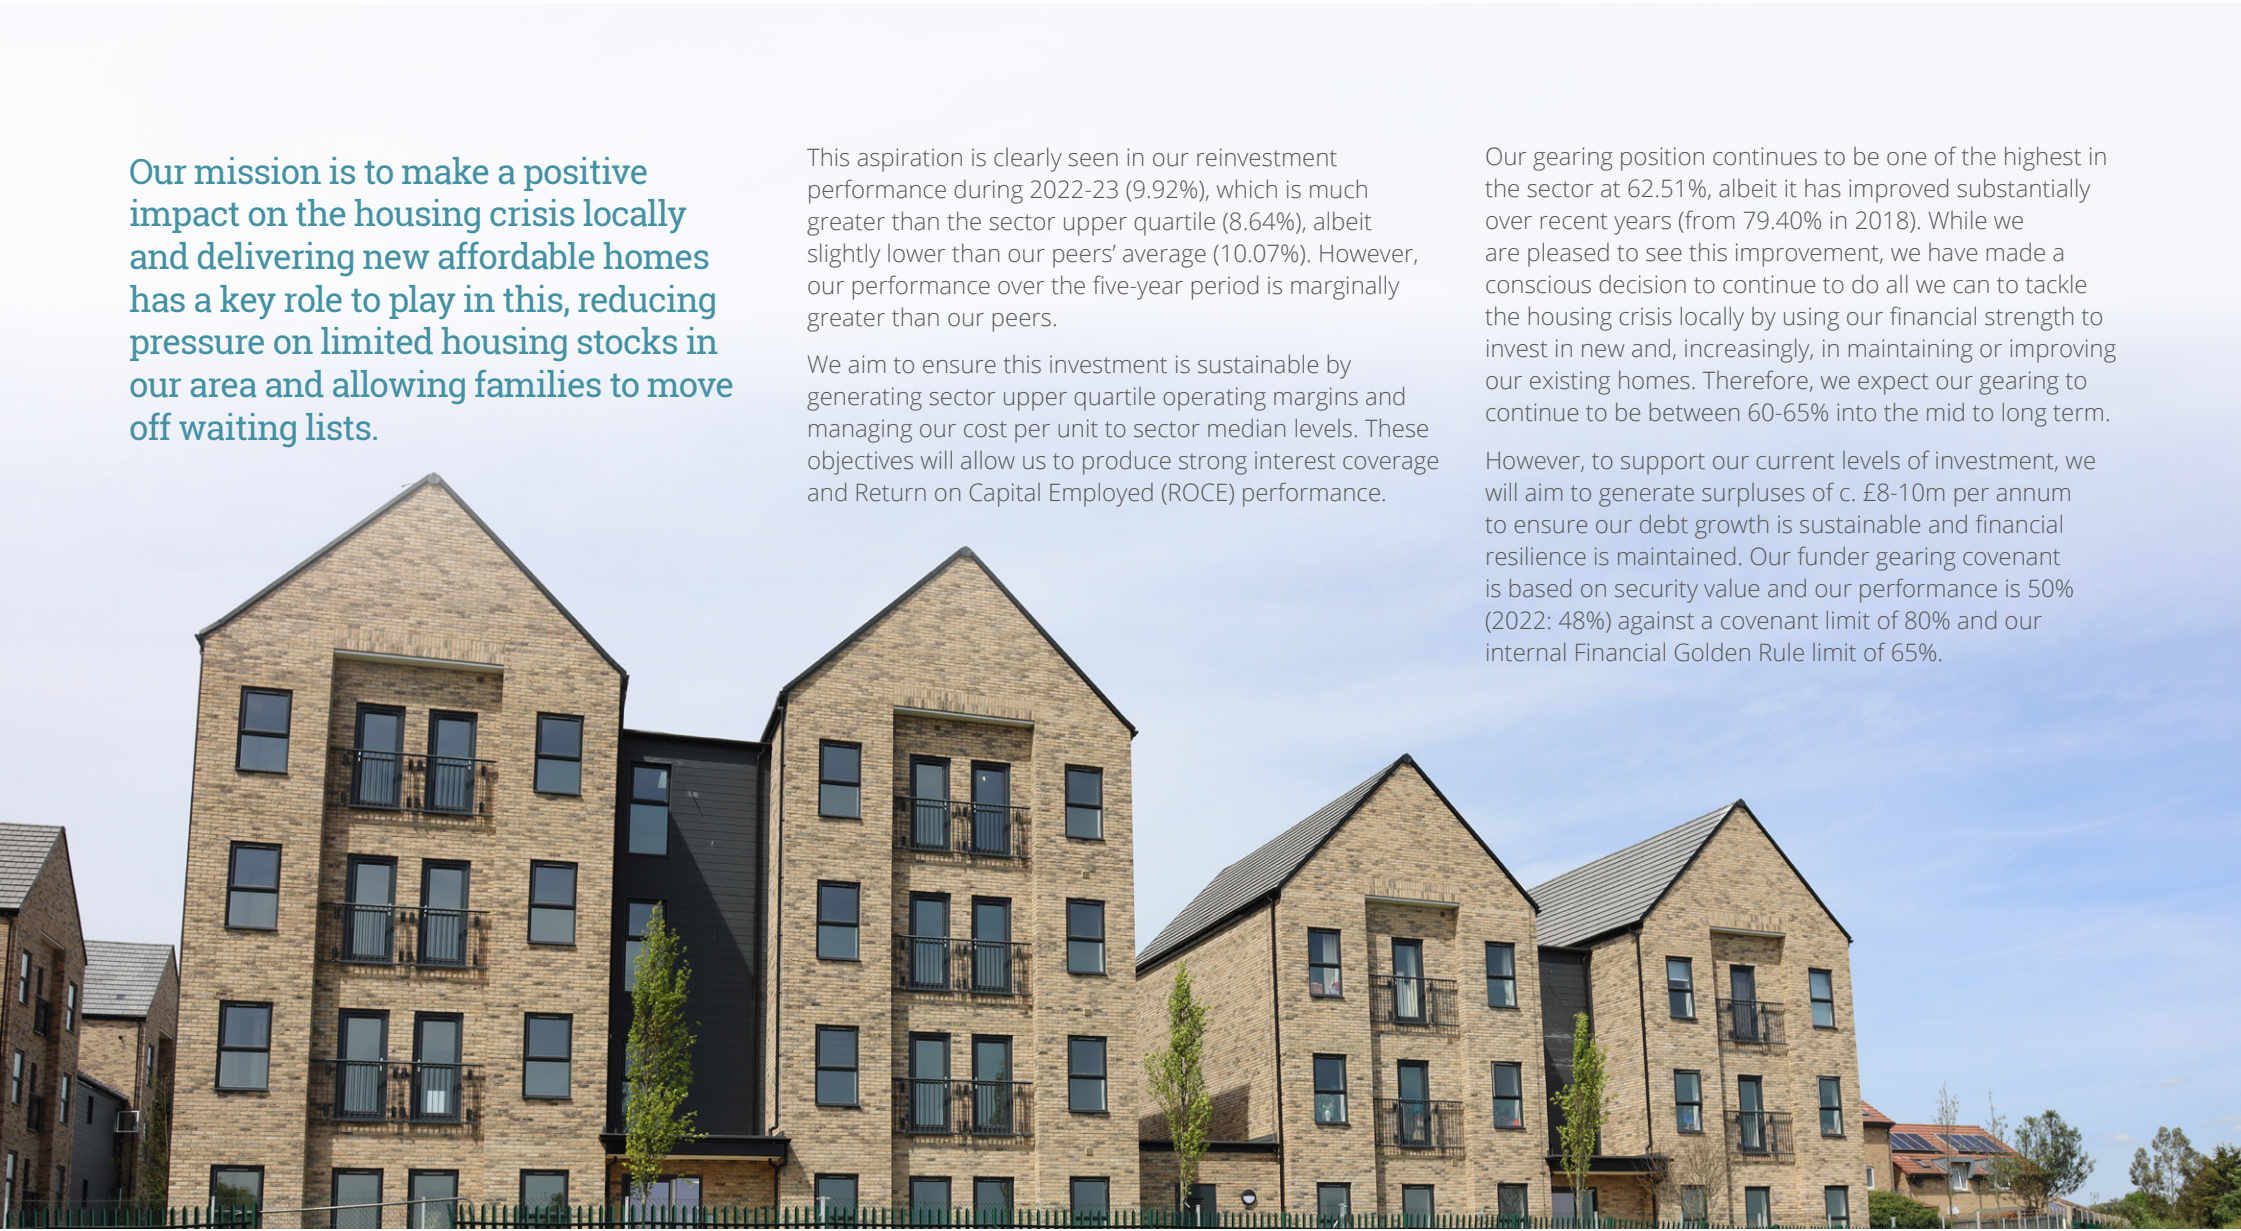 Our mission is to make a positive
impact on the housing crisis locally
and delivering new affordable homes
has a key role to play in this, reducing
pressure on limited housing stocks in
our area and allowing families to move
off waiting lists.
This aspiration is clearly seen in our reinvestment
performance during 2022-23 (9.92%), which is much
greater than the sector upper quartile (8.64%), albeit
slightly lower than our peers’ average (10.07%). However,
our performance over the five-year period is marginally
greater than our peers.
We aim to ensure this investment is sustainable by
generating sector upper quartile operating margins and
managing our cost per unit to sector median levels. These
objectives will allow us to produce strong interest coverage
and Return on Capital Employed (ROCE) performance.
Our gearing position continues to be one of the highest in
the sector at 62.51%, albeit it has improved substantially
over recent years (from 79.40% in 2018). While we
are pleased to see this improvement, we have made a
conscious decision to continue to do all we can to tackle
the housing crisis locally by using our financial strength to
invest in new and, increasingly, in maintaining or improving
our existing homes. Therefore, we expect our gearing to
continue to be between 60-65% into the mid to long term.
However, to support our current levels of investment, we
will aim to generate surpluses of c. £8-10m per annum
to ensure our debt growth is sustainable and financial
resilience is maintained. Our funder gearing covenant
is based on security value and our performance is 50%
(2022: 48%) against a covenant limit of 80% and our
internal Financial Golden Rule limit of 65%.